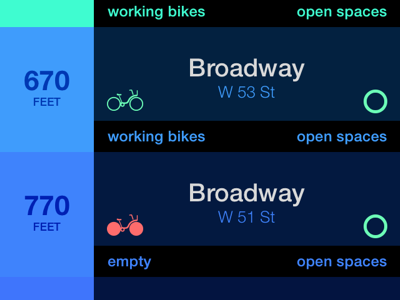 working bikes open spaces
670
FEET
Broadway
W 53 St
working bikes open spaces
770
FEET
Broadway
W 51 St
empty open spaces